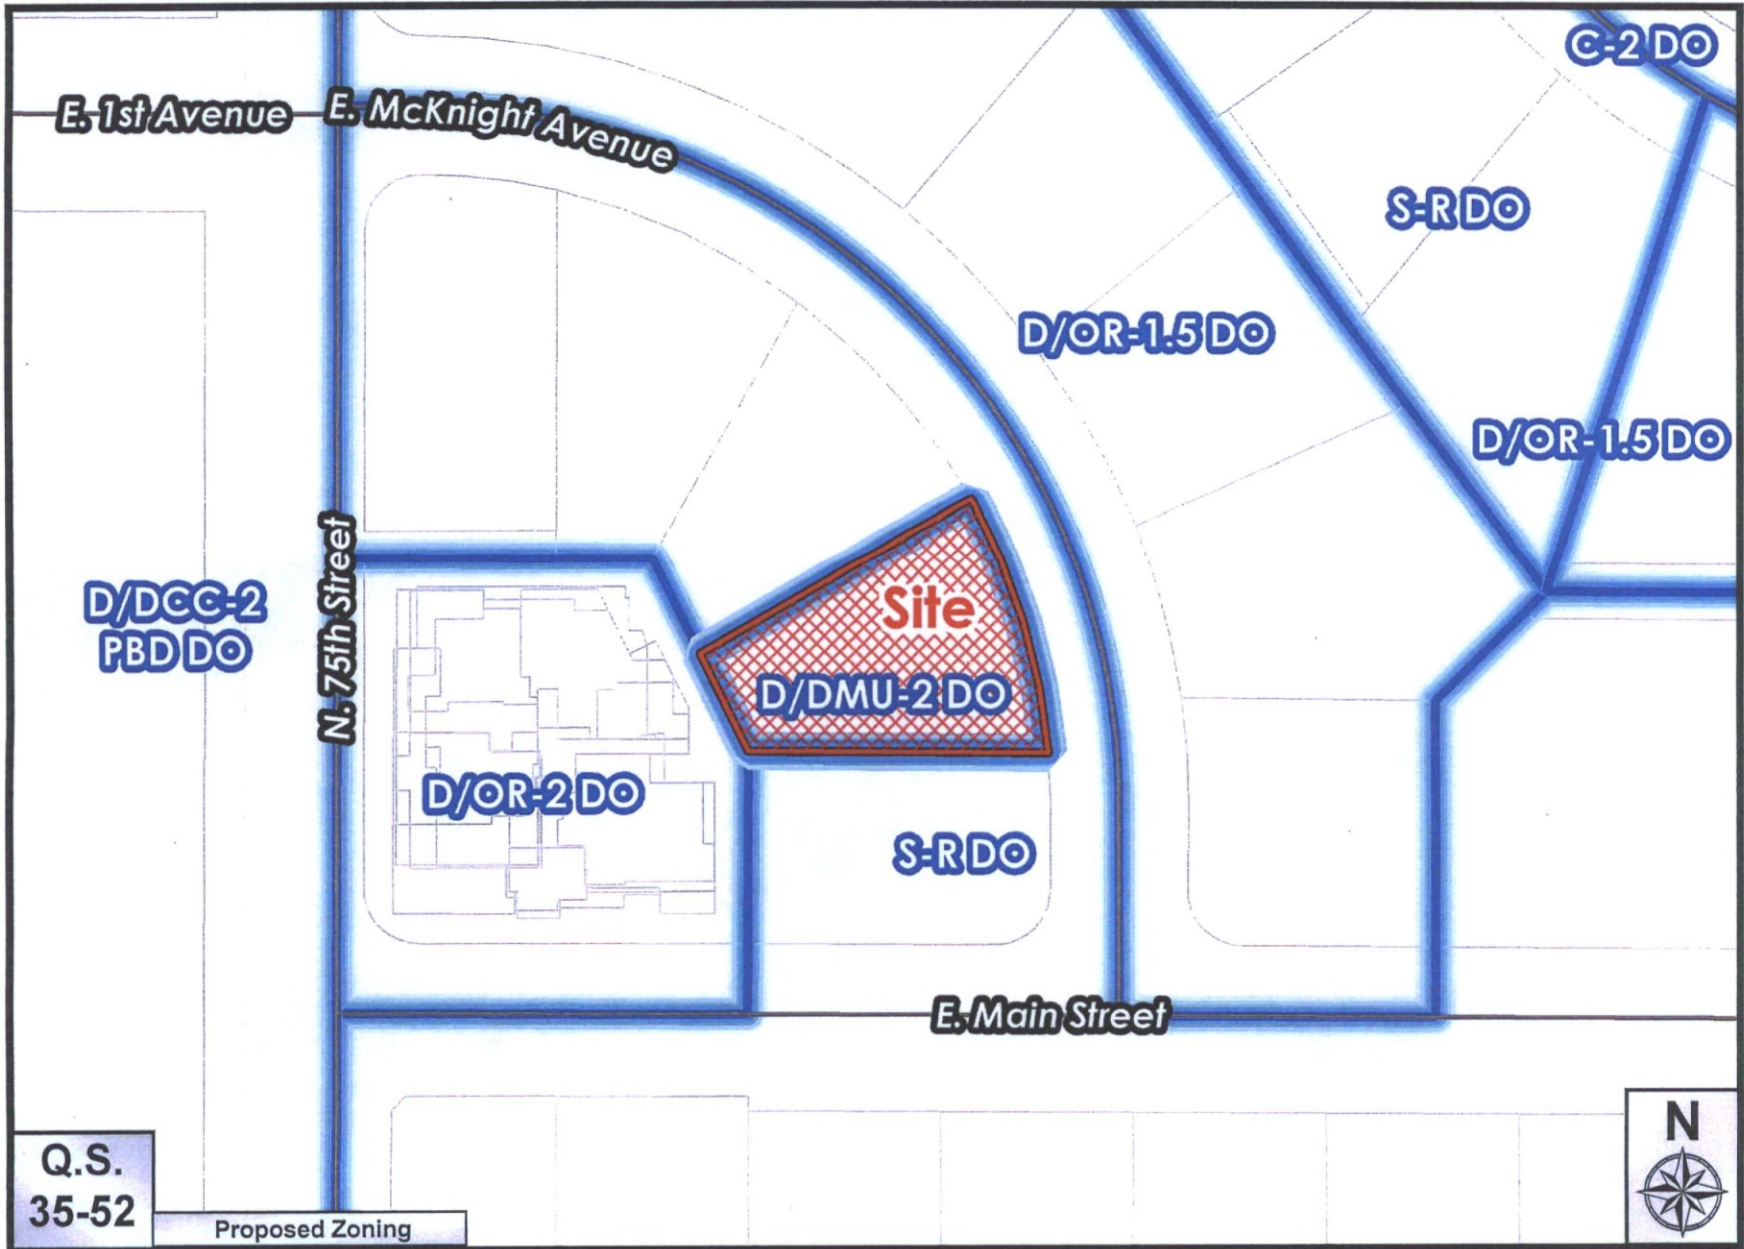 C-2 DO
E. 1st Avenue
E. McKnight Avenue
S-R DO
D/OR-1.5 DO
D/OR-1.5 DO
N. 75th Street
D/DCC-2
PBD DO
Site
D/DMU-2 DO
D/OR-2 DO
S-R DO
E. Main Street
Q.S.
35-52
Proposed Zoning
N